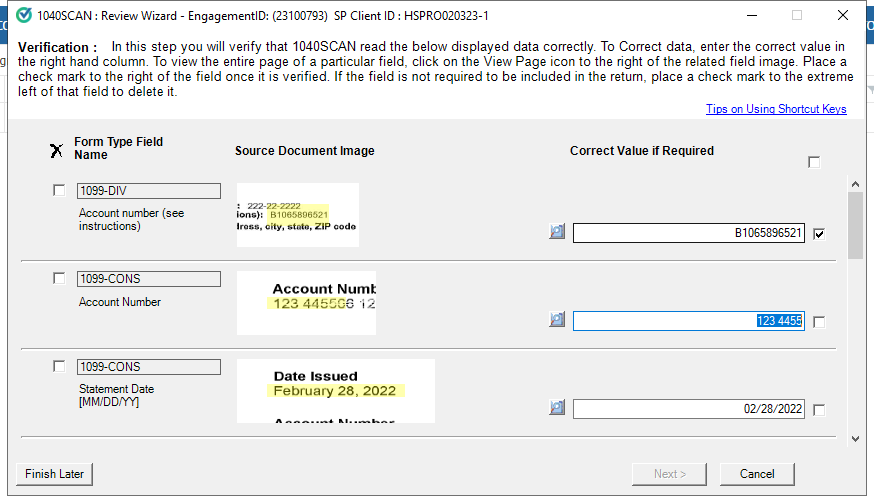 1040SCAN : Review Wizard - EngagementID: (23100793)  SP Client ID : HSPRO020323-1
Verification :   In this step you will verify that 1040SCAN read the below displayed data correctly. To Correct data, enter the correct value in
the right hand column. To view the entire page of a particular field, click on the View Page icon to the right of the related field image. Place a
check mark to the right of the field once it is verified. If the field is not required to be included in the return, place a check mark to the extreme
left of that field to delete it.
Tips on Using Shortcut Keys
X
Form Type Field
Name
Source Document Image
Correct Value if Required
1099-DIV
Account number (see
instructions)
: 222-22-2222
ions): B1065896521
lress, city, state, ZIP code
B1065896521
1099-CONS
Account Number
Account Numb
123 445566 12
123 4455
1099-CONS
Statement Date
[MM/DD/YY]
Date Issued
February 28, 2022
Account Number
02/28/2022
Finish Later
Next >
Cancel